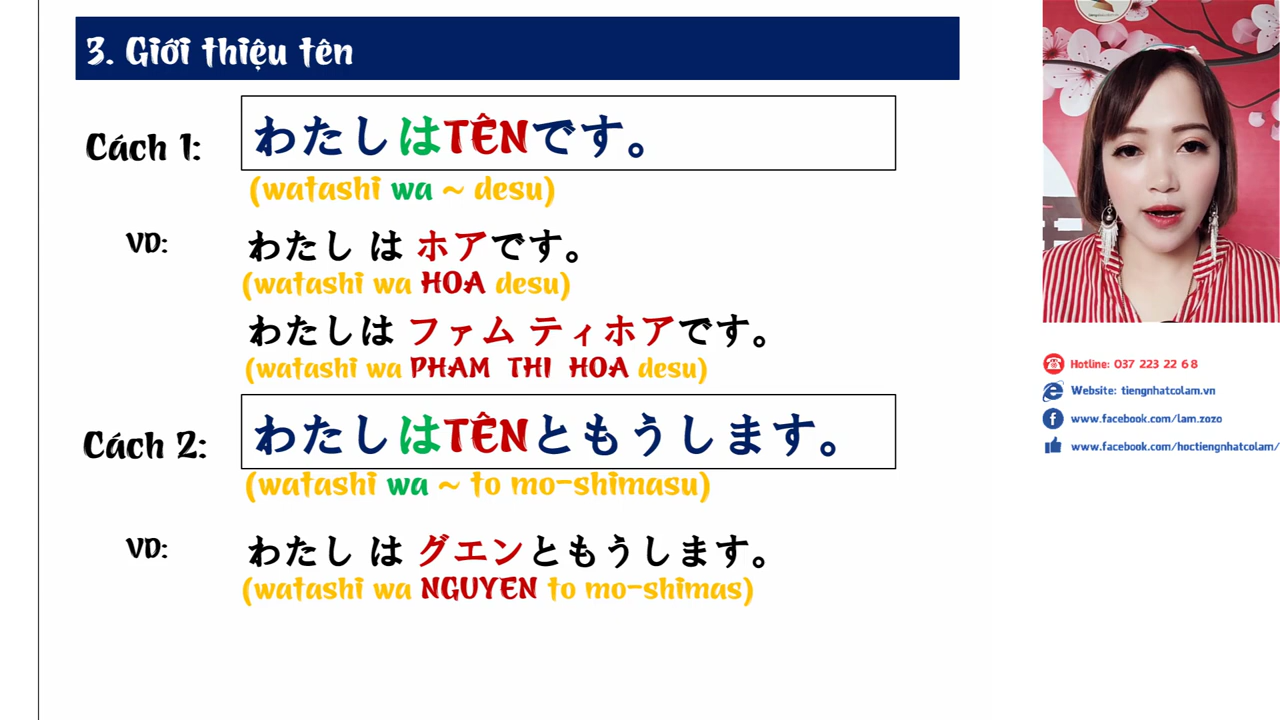 3. Giới thiệu tên
Cách 1:
わたしはTÊNです。
(watashi wa ~ desu)
VD:
わたし は ホアです。
(watashi wa HOA desu)
わたしは ファム ティホアです。
(watashi wa PHAM THI HOA desu)
Cách 2:
わたしはTÊNともうします。
(watashi wa ~ to mo-shimasu)
VD:
わたし は グエンともうします。
(watashi wa NGUYEN to mo-shimas)
Hotline: 037 223 22 68
Website: tiengnhatcolam.vn
www.facebook.com/lam.zozo
www.facebook.com/hoctiengnhatcolam/